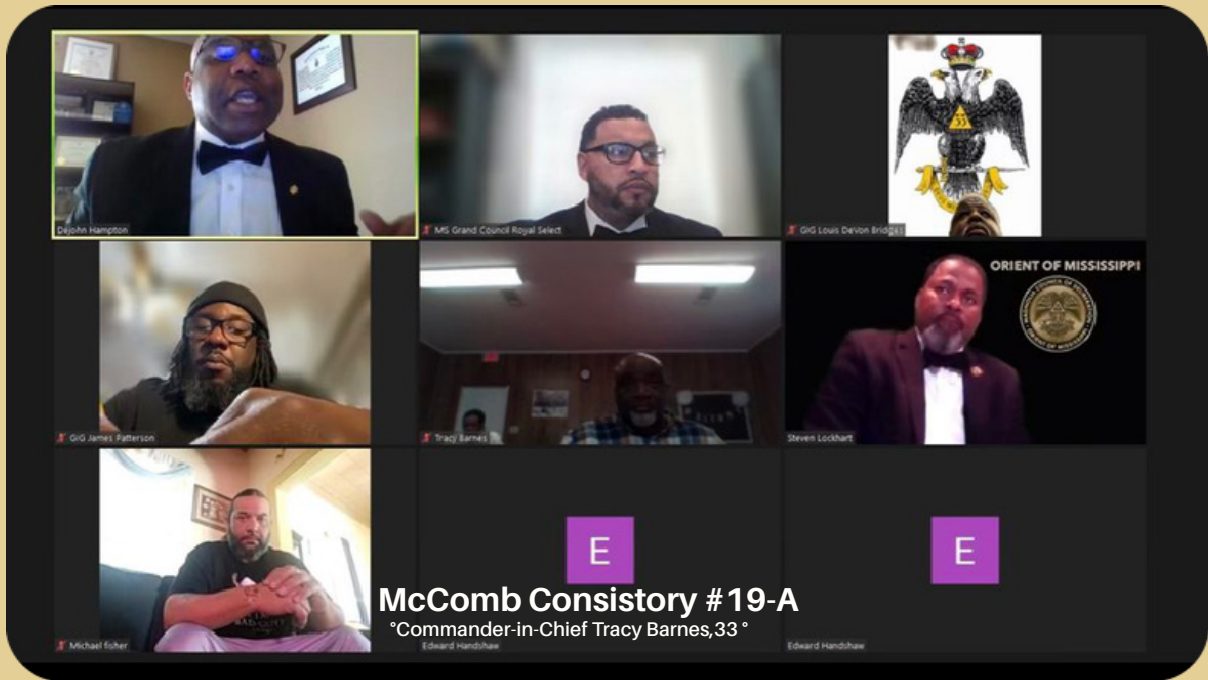 33
Dejohn Hampton
MS Grand Council Royal Select
GIG Louis DeVon Bridges
ORIENT OF MISSISSIPPI
GIG James Patterson
Tracy Barnes
Steven Lockhart
E
E
McComb Consistory #19-A
°Commander-in-Chief Tracy Barnes,33 °
Michael fisher
Edward Handshaw
Edward Handshaw